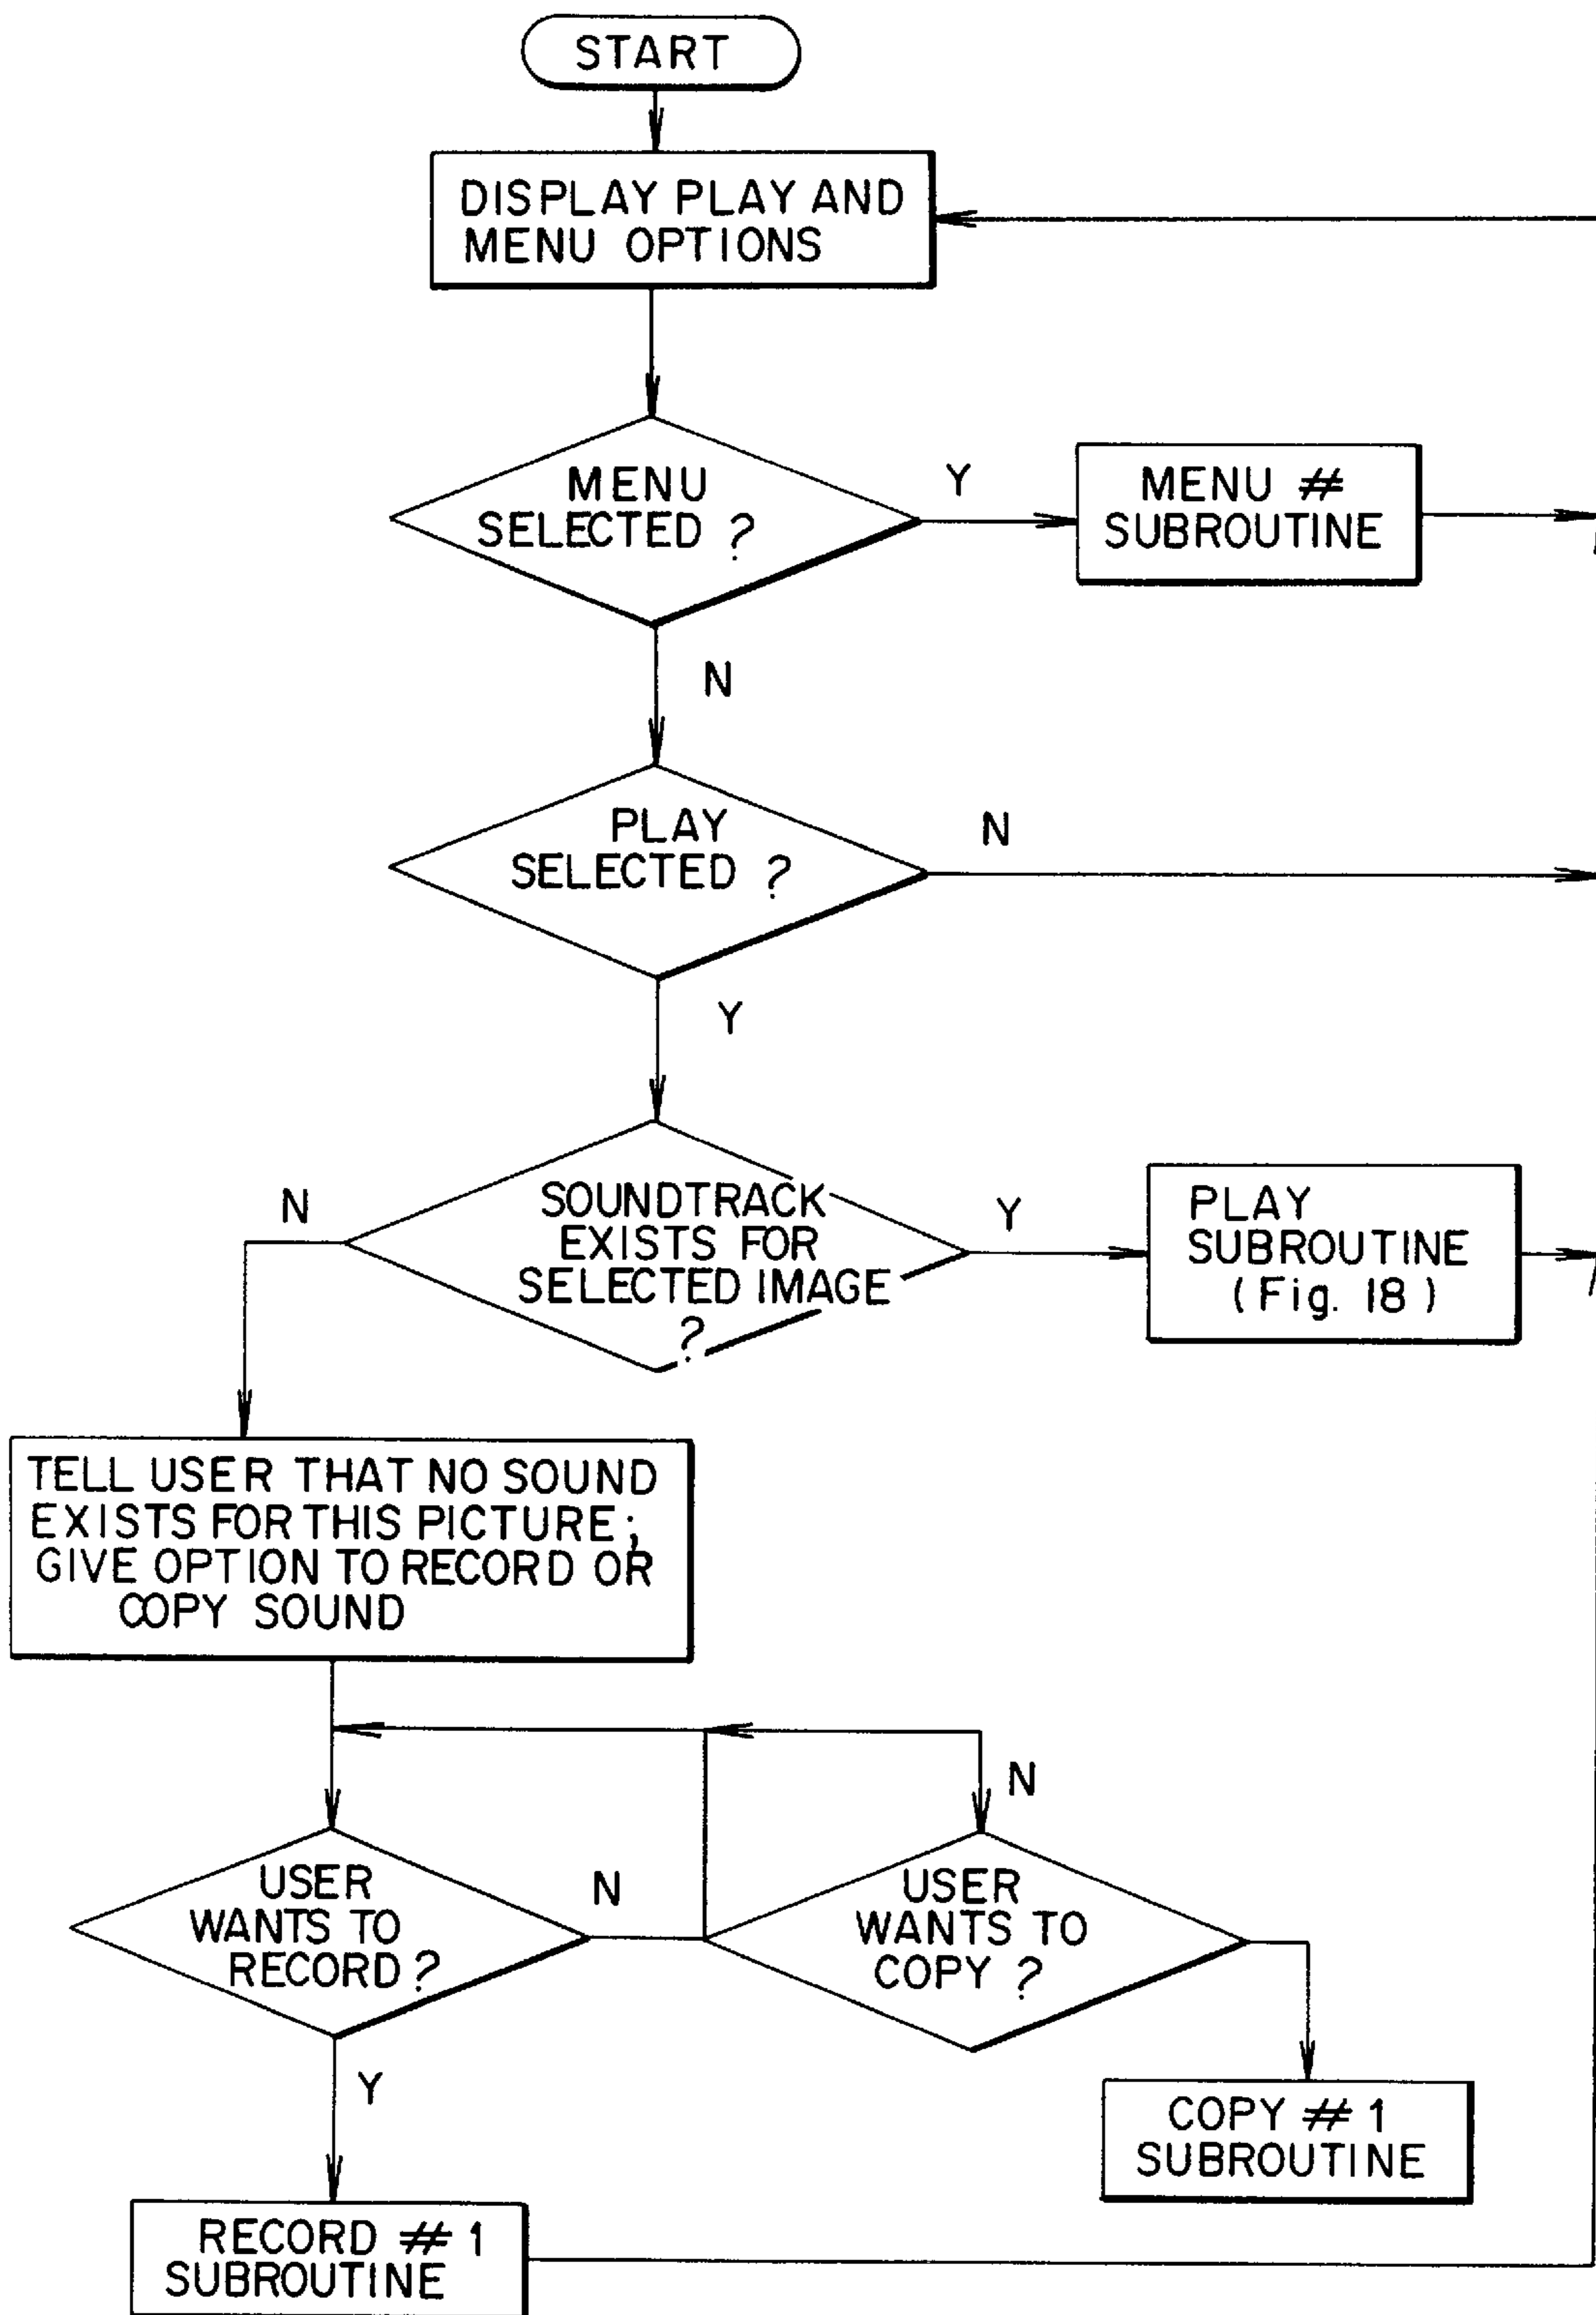 START
DISPLAY PLAY AND
MENU OPTIONS
MENU
SELECTED ?
Y
MENU #
SUBROUTINE
N
PLAY
SELECTED ?
N
Y
SOUNDTRACK
EXISTS FOR
SELECTED IMAGE
?
N
Y
PLAY
SUBROUTINE
(Fig. 18)
TELL USER THAT NO SOUND
EXISTS FOR THIS PICTURE;
GIVE OPTION TO RECORD OR
COPY SOUND
N
USER
WANTS TO
RECORD ?
N
USER
WANTS TO
COPY ?
Y
COPY # 1
SUBROUTINE
RECORD # 1
SUBROUTINE